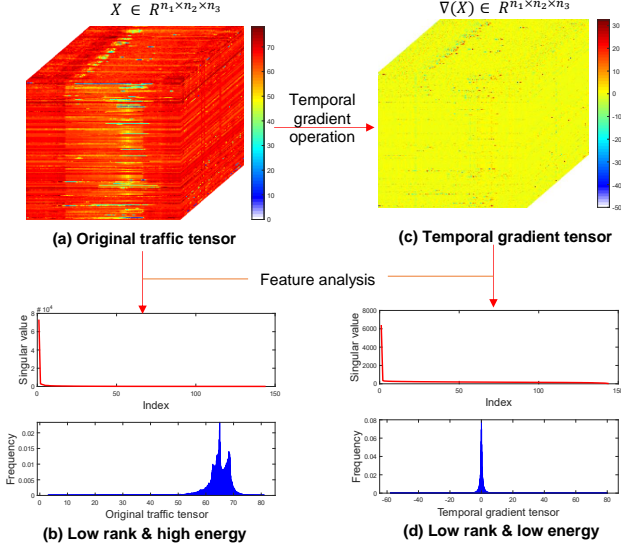 X ∈ R^{n₁×n₂×n₃}
∇(X) ∈ R^{n₁×n₂×n₃}
70
60
50
40
30
20
10
0
30
20
10
0
-10
-20
-30
-40
-50
Temporal
gradient
operation
(a) Original traffic tensor
(c) Temporal gradient tensor
Feature analysis
8 #10^4
6
4
2
0
Singular value
0 50 100 150
Index
8000
6000
4000
2000
0
Singular value
0 50 100 150
Index
0.02
0.015
0.01
0.005
0
Frequency
0 10 20 30 40 50 60 70 80
Original traffic tensor
0.08
0.06
0.04
0.02
0
Frequency
-60 -40 -20 0 20 40 60 80
Temporal gradient tensor
(b) Low rank & high energy
(d) Low rank & low energy